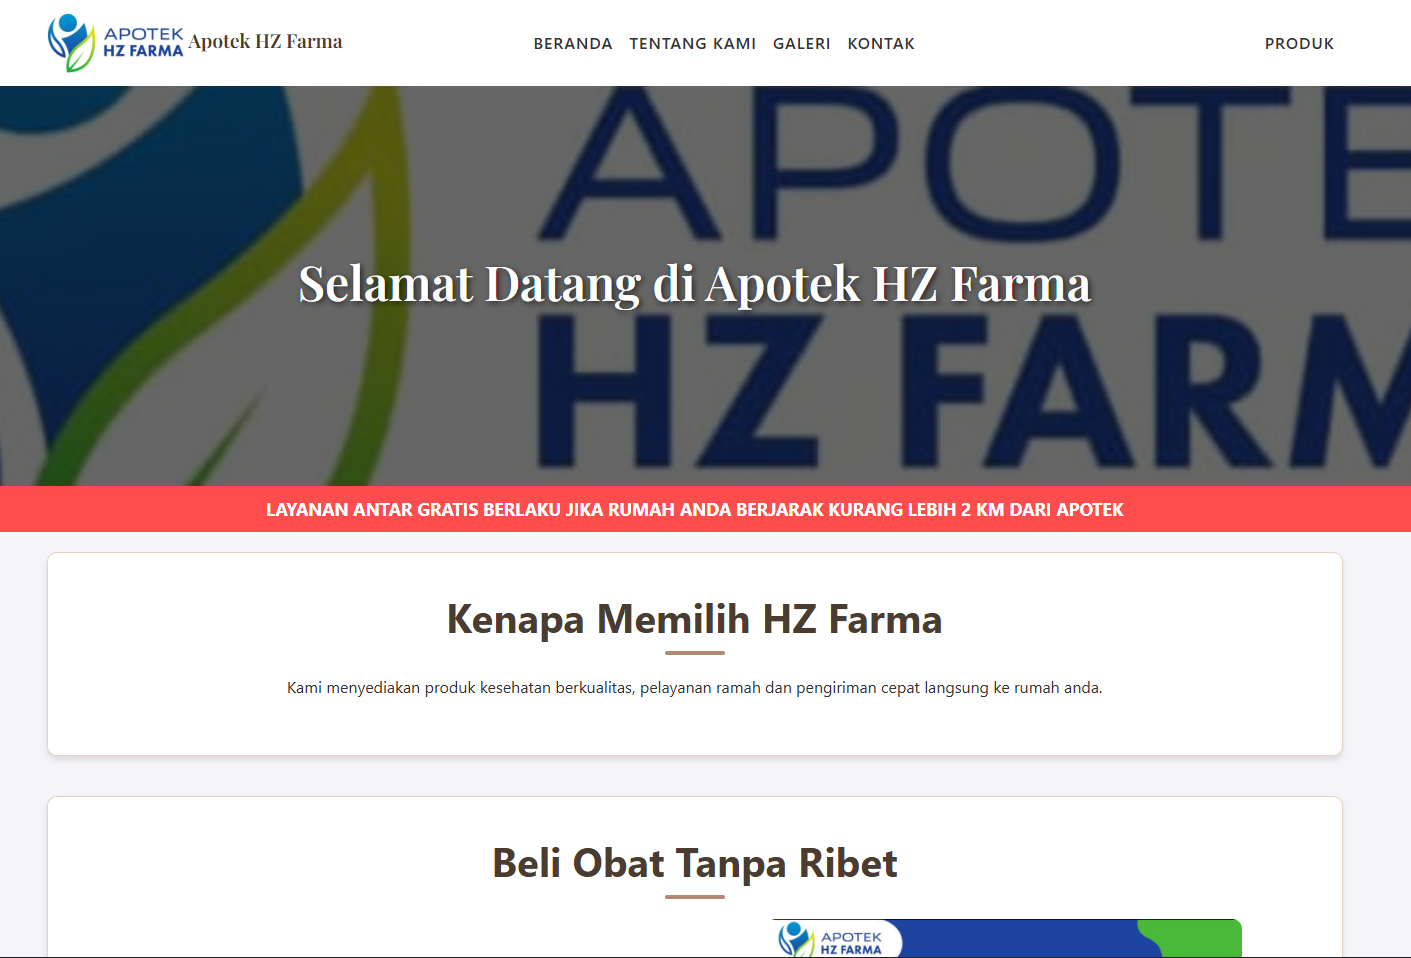 APOTEK
HZ FARMA
Apotek HZ Farma
BERANDA TENTANG KAMI GALERI KONTAK PRODUK
APOTE
Selamat Datang di Apotek HZ Farma
HZ FARM
LAYANAN ANTAR GRATIS BERLAKU JIKA RUMAH ANDA BERJARAK KURANG LEBIH 2 KM DARI APOTEK
Kenapa Memilih HZ Farma
Kami menyediakan produk kesehatan berkualitas, pelayanan ramah dan pengiriman cepat langsung ke rumah anda.
Beli Obat Tanpa Ribet
APOTEK
HZ FARMA